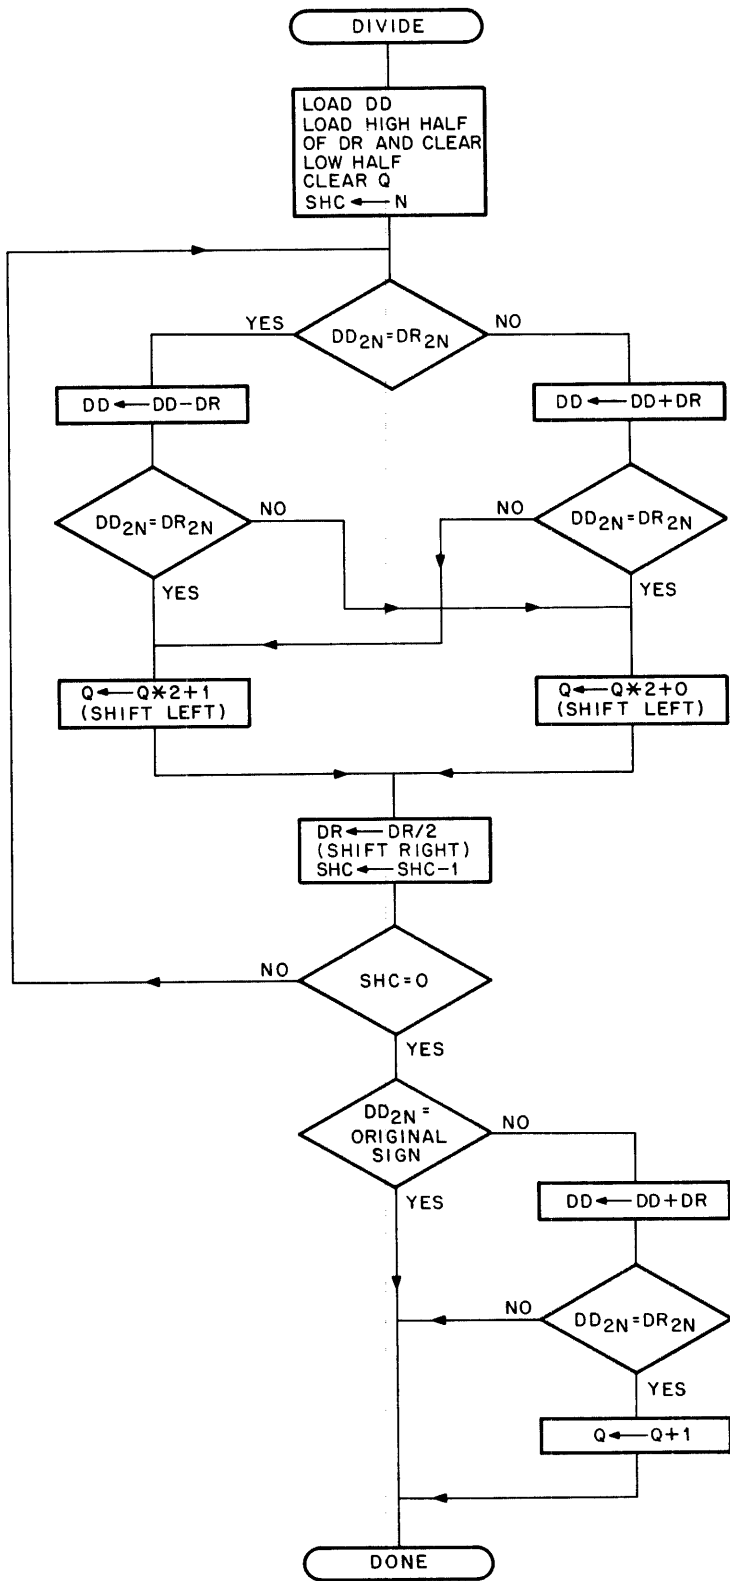 DIVIDE
LOAD DD
LOAD HIGH HALF
OF DR AND CLEAR
LOW HALF
CLEAR Q
SHC ← N
DD₂N = DR₂N
YES
NO
DD ← DD-DR
DD ← DD+DR
DD₂N = DR₂N
NO
YES
NO
DD₂N = DR₂N
YES
Q ← Q*2+1
(SHIFT LEFT)
Q ← Q*2+0
(SHIFT LEFT)
DR ← DR/2
(SHIFT RIGHT)
SHC ← SHC-1
NO
SHC=0
YES
DD₂N =
ORIGINAL
SIGN
NO
YES
DD ← DD+DR
NO
DD₂N = DR₂N
YES
Q ← Q+1
DONE